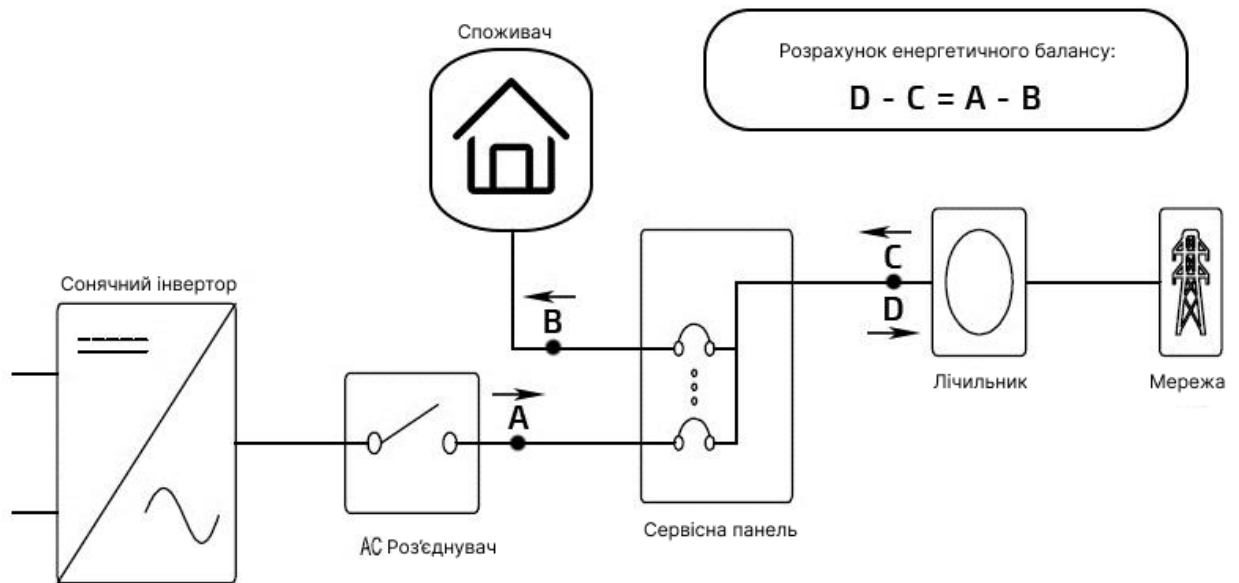 Споживач
Розрахунок енергетичного балансу:
D - C = A - B
Сонячний інвертор
C
D
B
A
Лічильник
Мережа
Сервісна панель
AC Роз'єднувач